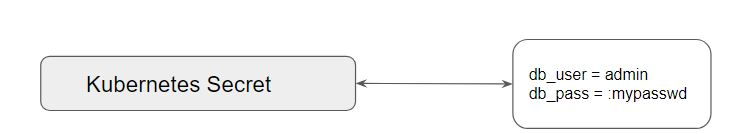 Kubernetes Secret
db_user = admin
db_pass = :mypasswd